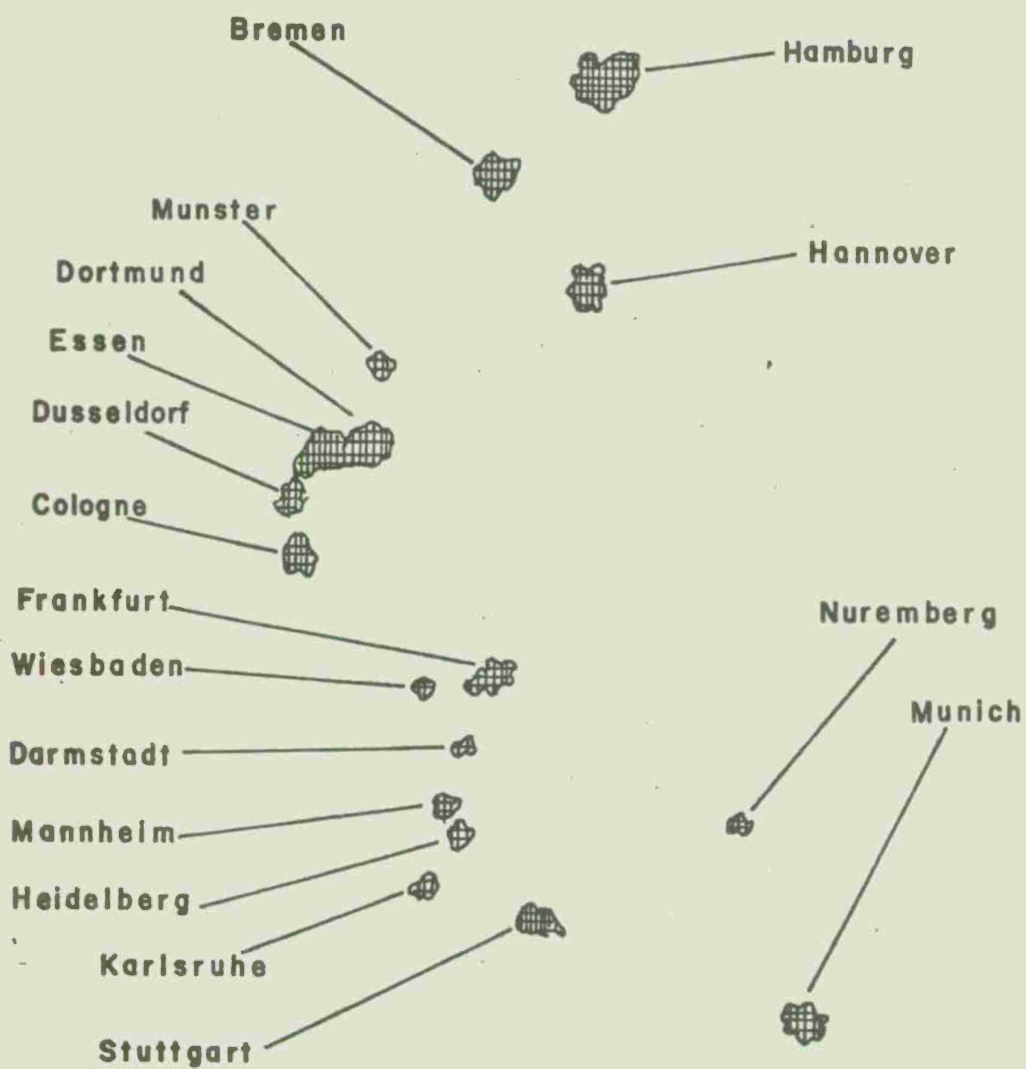 Bremen
Hamburg
Munster
Hannover
Dortmund
Essen
Dusseldorf
Cologne
Frankfurt
Nuremberg
Wiesbaden
Munich
Darmstadt
Mannheim
Heidelberg
Karlsruhe
Stuttgart